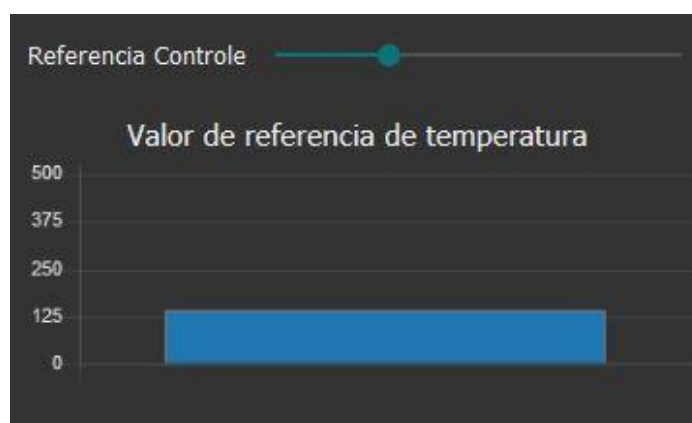 Referencia Controle
Valor de referencia de temperatura
500
375
250
125
0